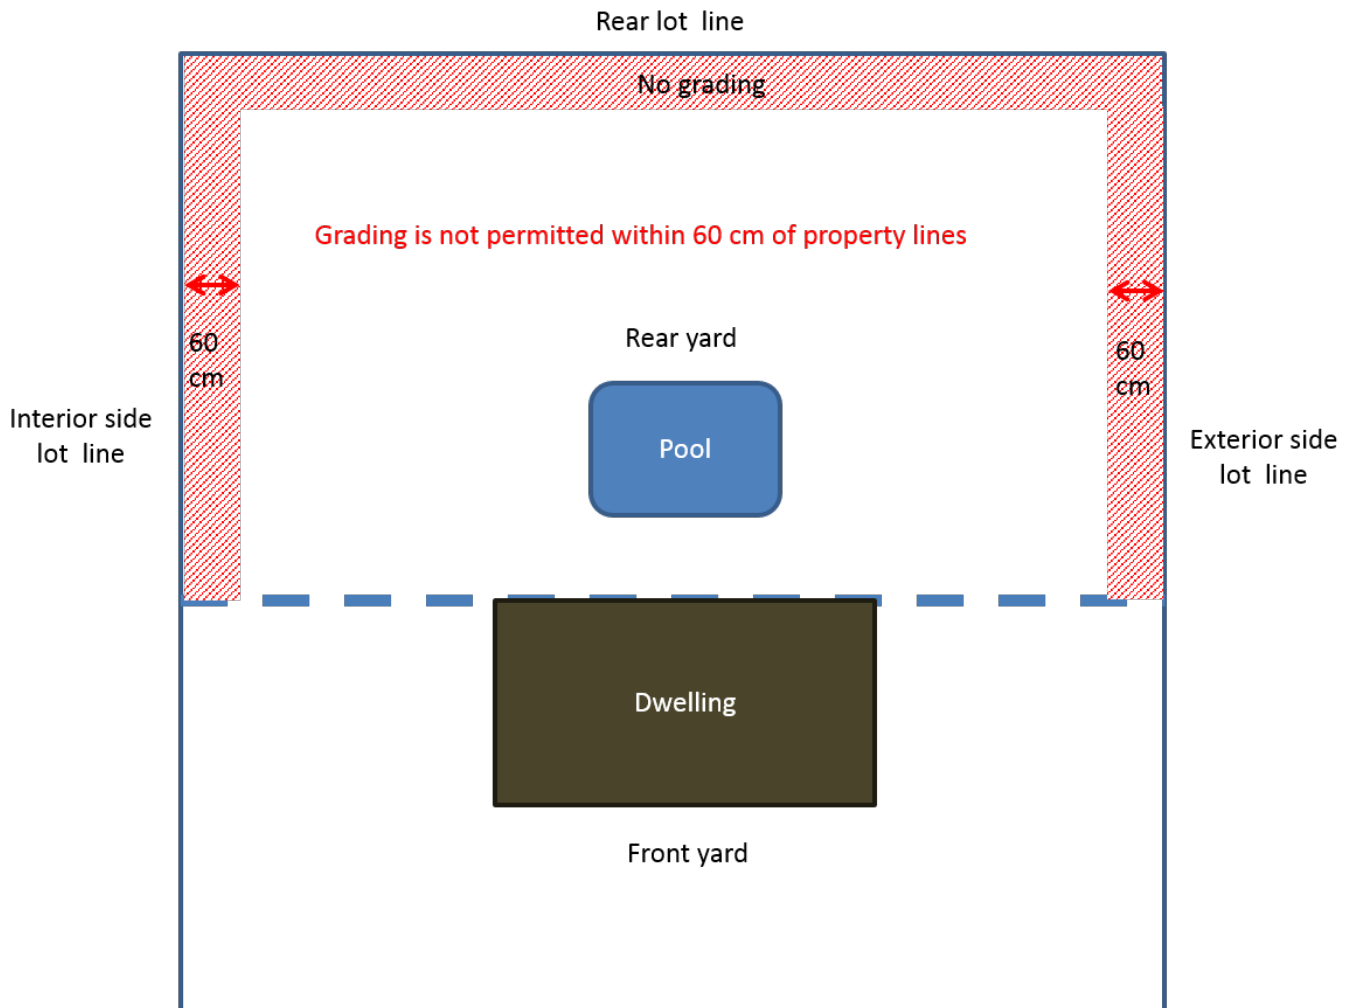 Rear lot line
No grading
Grading is not permitted within 60 cm of property lines
60
cm
Rear yard
60
cm
Interior side
lot line
Pool
Exterior side
lot line
Dwelling
Front yard